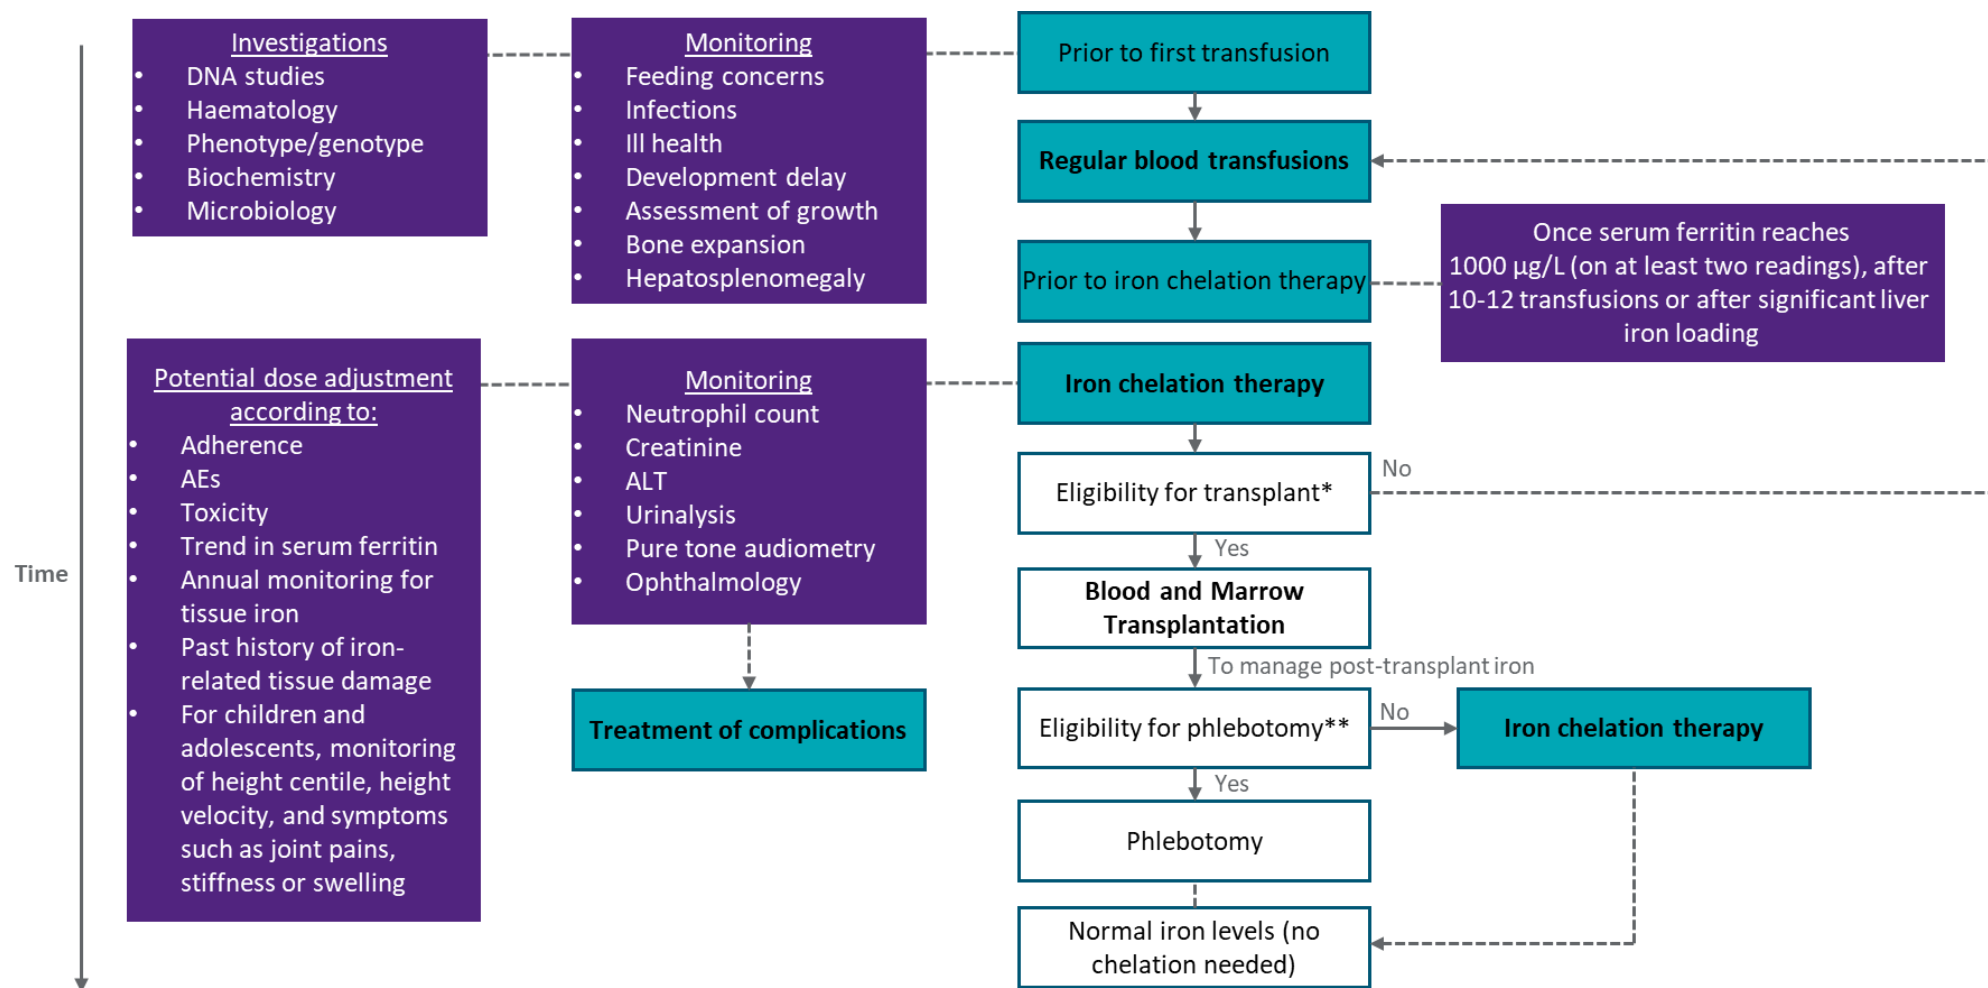 Time
Investigations
• DNA studies
• Haematology
• Phenotype/genotype
• Biochemistry
• Microbiology
Monitoring
• Feeding concerns
• Infections
• Ill health
• Development delay
• Assessment of growth
• Bone expansion
• Hepatosplenomegaly
Prior to first transfusion
Regular blood transfusions
Prior to iron chelation therapy
Once serum ferritin reaches
1000 µg/L (on at least two readings), after
10-12 transfusions or after significant liver
iron loading
Potential dose adjustment
according to:
• Adherence
• AEs
• Toxicity
• Trend in serum ferritin
• Annual monitoring for
tissue iron
• Past history of iron-
related tissue damage
• For children and
adolescents, monitoring
of height centile, height
velocity, and symptoms
such as joint pains,
stiffness or swelling
Monitoring
• Neutrophil count
• Creatinine
• ALT
• Urinalysis
• Pure tone audiometry
• Ophthalmology
Treatment of complications
Iron chelation therapy
Eligibility for transplant*
No
Yes
Blood and Marrow
Transplantation
To manage post-transplant iron
Eligibility for phlebotomy**
No
Iron chelation therapy
Yes
Phlebotomy
Normal iron levels (no
chelation needed)